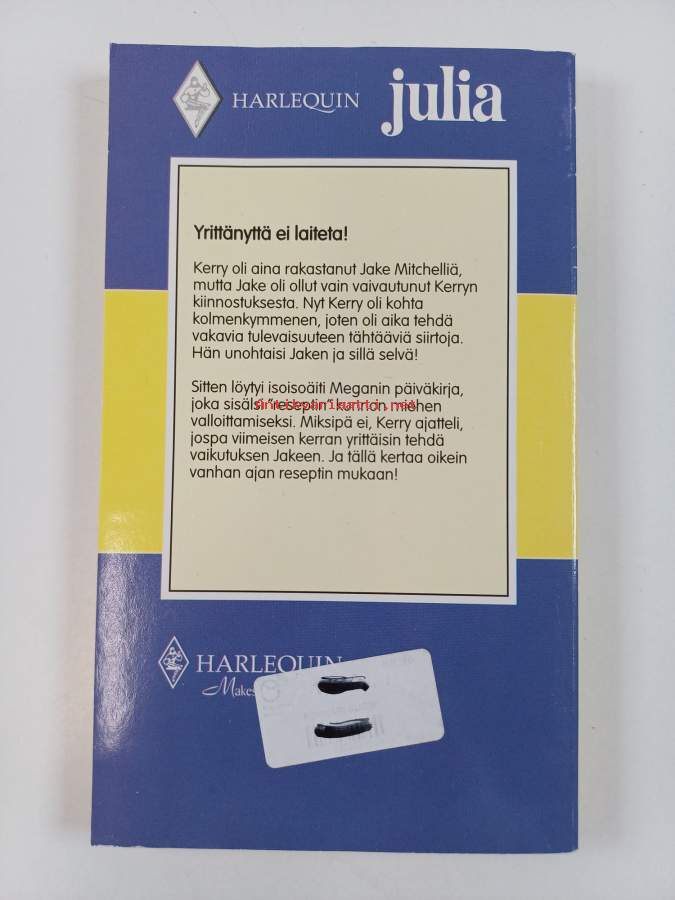 HARLEQUIN julia
Yrittänyttä ei laiteta!
Kerry oli aina rakastanut Jake Mitchelliä,
mutta Jake oli ollut vain vaivautunut Kerryn
kiinnostuksesta. Nyt Kerry oli kohta
kolmenkymmenen, joten oli aika tehdä
vakavia tulevaisuuteen tähtääviä siirtoja.
Hän unohtaisi Jaken ja sillä selvä!
Sitten löytyi isoisoäiti Meganin päiväkirja,
joka sisälsi "reseptin" kunnon miehen
valloittamiseksi. Miksipä ei, Kerry ajatteli,
jospa viimeisen kerran yrittäisin tehdä
vaikutuksen Jakeen. Ja tällä kertaa oikein
vanhan ajan reseptin mukaan!
HARLEQUIN
Makes